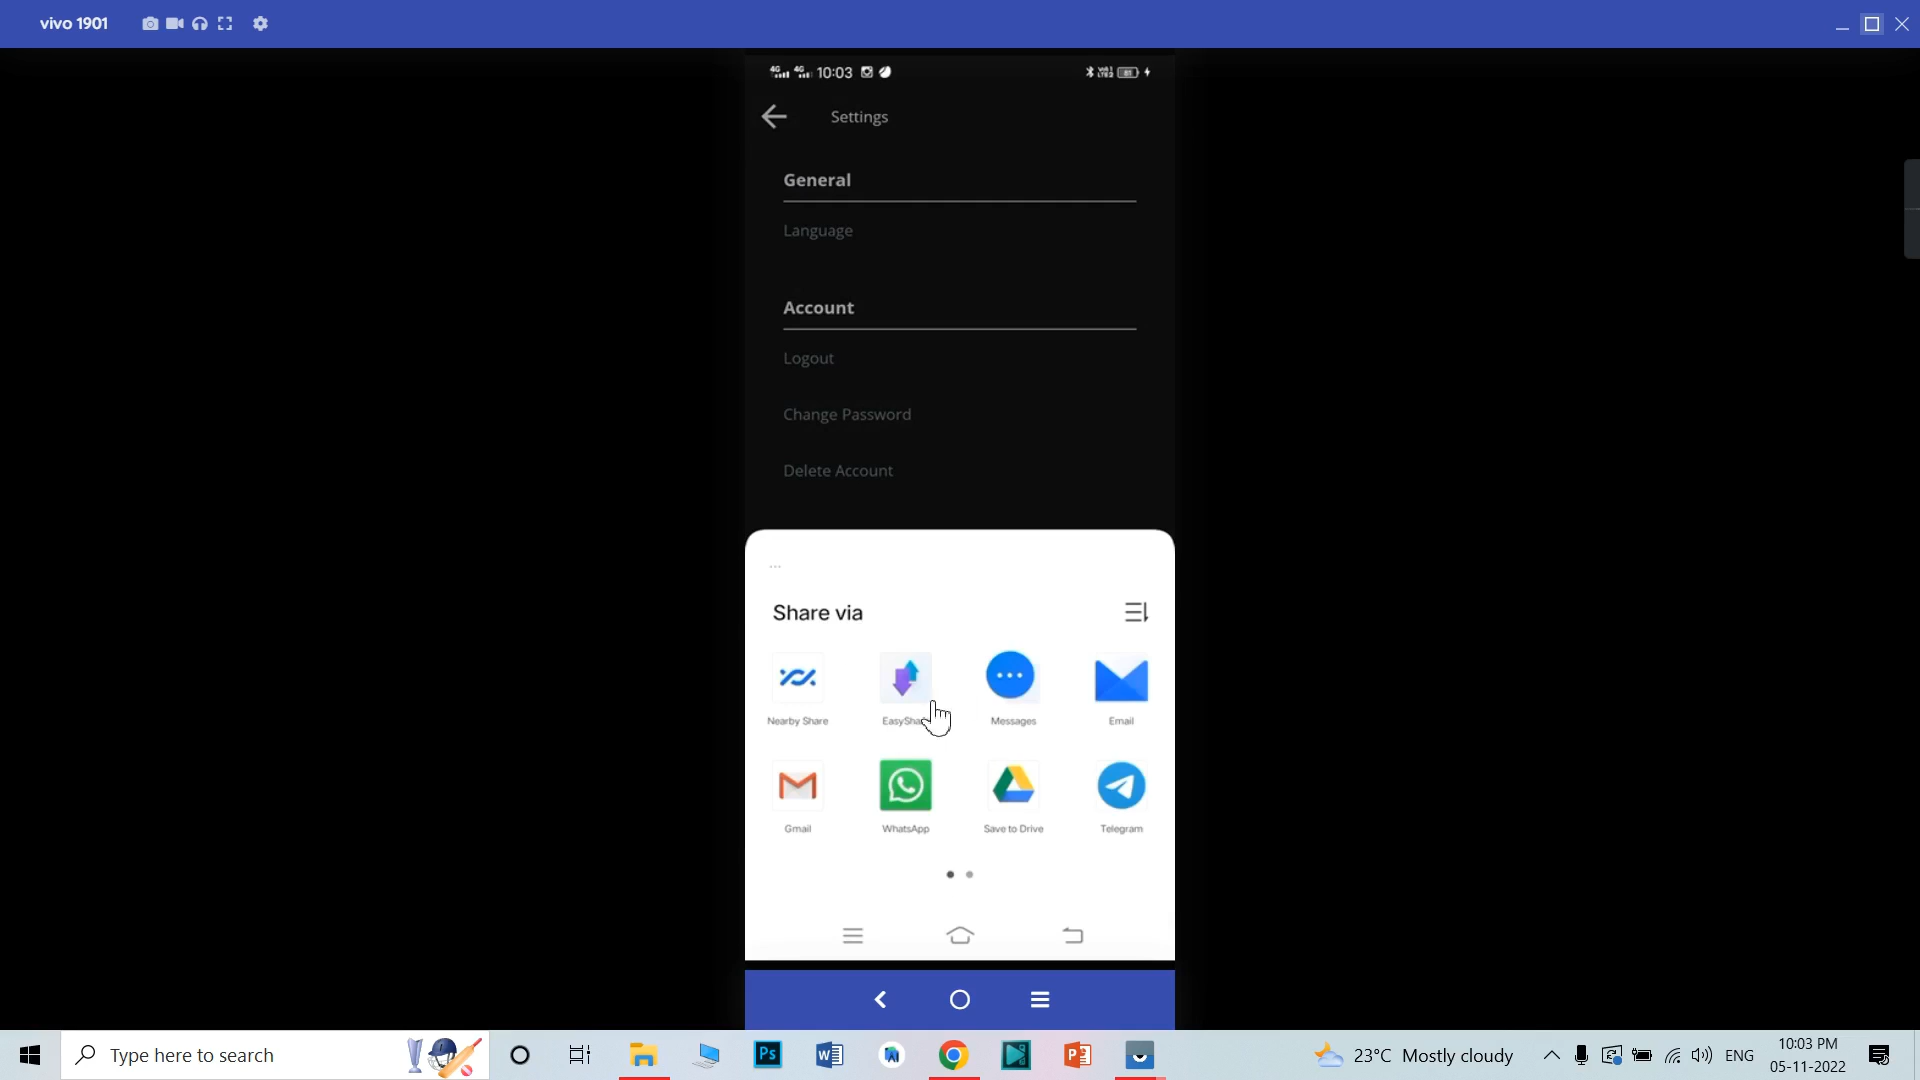 vivo 1901
10:03
Settings
General
Language
Account
Logout
Change Password
Delete Account
...
Share via
Nearby Share
Messages
Email
Gmail
WhatsApp
Save to Drive
Telegram
Type here to search
23°C Mostly cloudy
ENG
10:03 PM
05-11-2022